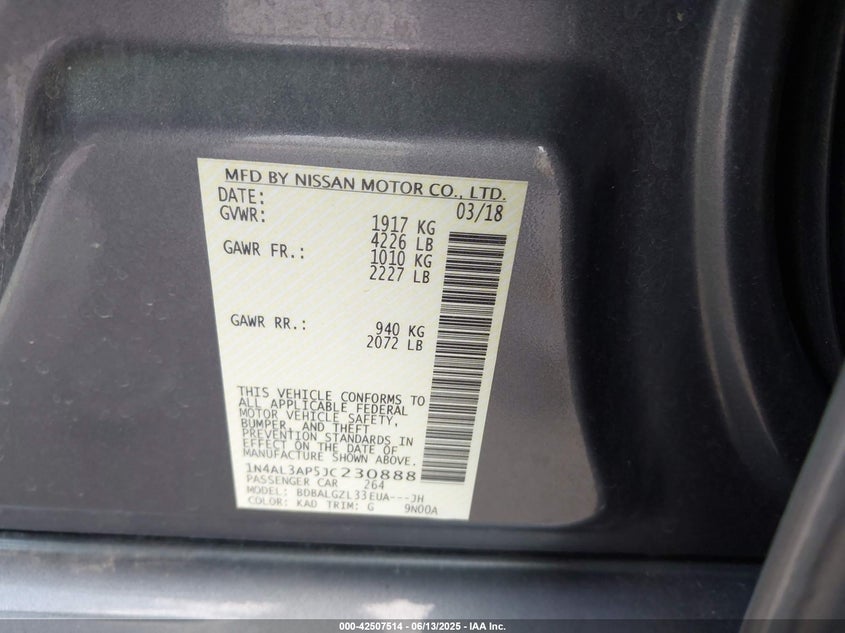 MFD BY NISSAN MOTOR CO., LTD.
DATE: 03/18
GVWR: 1917 KG
4226 LB
GAWR FR.: 1010 KG
2227 LB
GAWR RR.: 940 KG
2072 LB
THIS VEHICLE CONFORMS TO
ALL APPLICABLE FEDERAL
MOTOR VEHICLE SAFETY,
BUMPER, AND THEFT
PREVENTION STANDARDS IN
EFFECT ON THE DATE OF
MANUFACTURE SHOWN ABOVE.
1N4AL3AP5JC230888
PASSENGER CAR 264
MODEL: BDBALGZL33EUA---JH
COLOR: KAD TRIM: G 9N00A
000-42507514 - 06/13/2025 - IAA Inc.